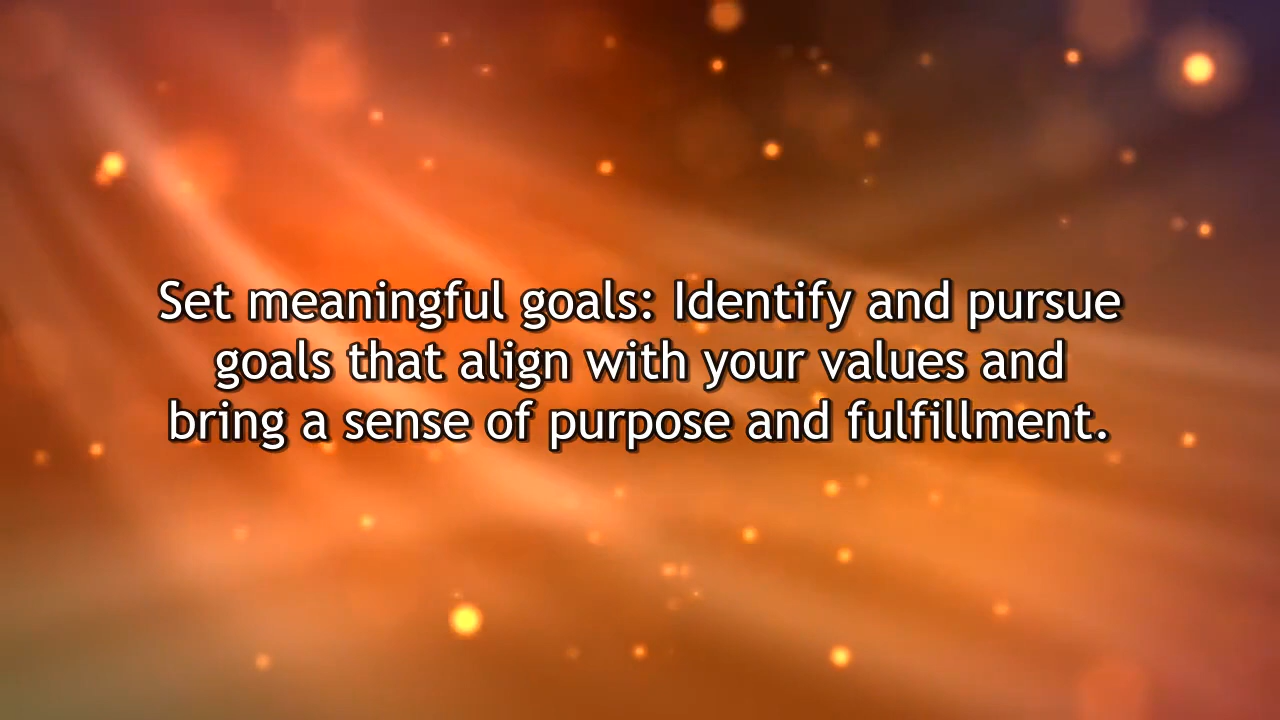 Set meaningful goals: Identify and pursue
goals that align with your values and
bring a sense of purpose and fulfillment.